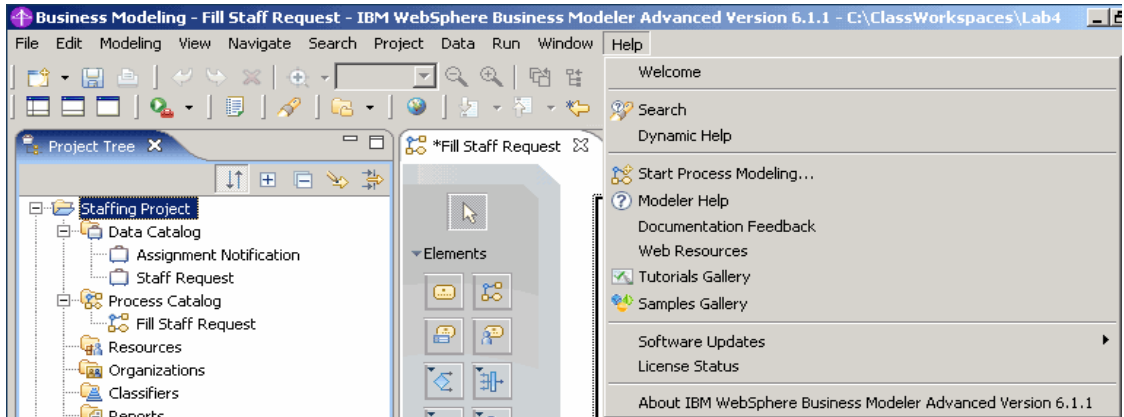 Business Modeling - Fill Staff Request - IBM WebSphere Business Modeler Advanced Version 6.1.1 - C:\ClassWorkspaces\Lab4
File Edit Modeling View Navigate Search Project Data Run Window Help
Project Tree
*Fill Staff Request
Staffing Project
Data Catalog
Assignment Notification
Staff Request
Process Catalog
Fill Staff Request
Resources
Organizations
Classifiers
Reports
Elements
Welcome
Search
Dynamic Help
Start Process Modeling...
Modeler Help
Documentation Feedback
Web Resources
Tutorials Gallery
Samples Gallery
Software Updates
License Status
About IBM WebSphere Business Modeler Advanced Version 6.1.1